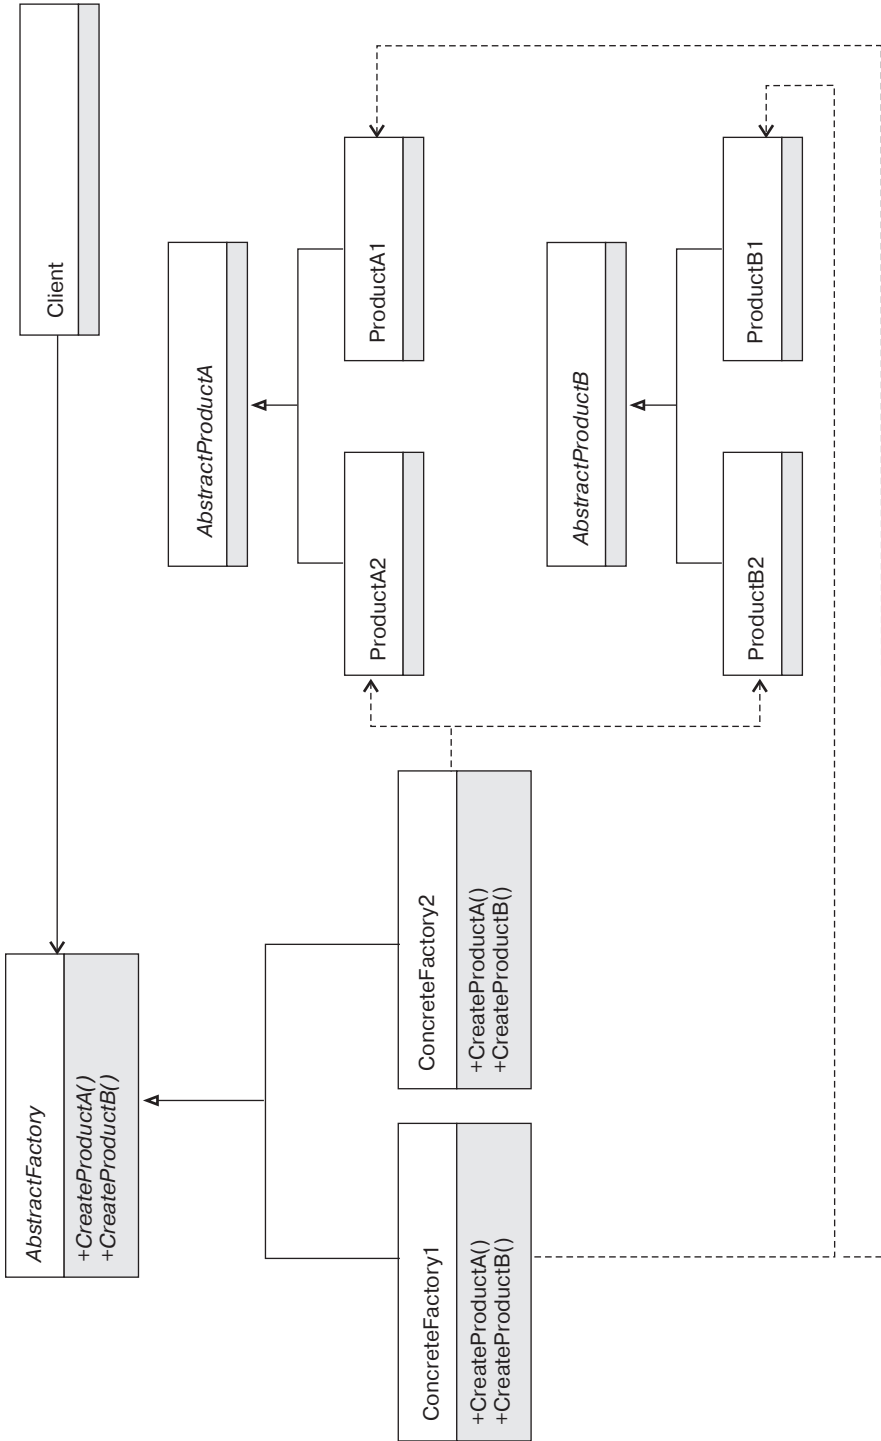 Client
AbstractFactory
+CreateProductA()
+CreateProductB()
AbstractProductA
ProductA2
ProductA1
ConcreteFactory1
+CreateProductA()
+CreateProductB()
ConcreteFactory2
+CreateProductA()
+CreateProductB()
AbstractProductB
ProductB2
ProductB1